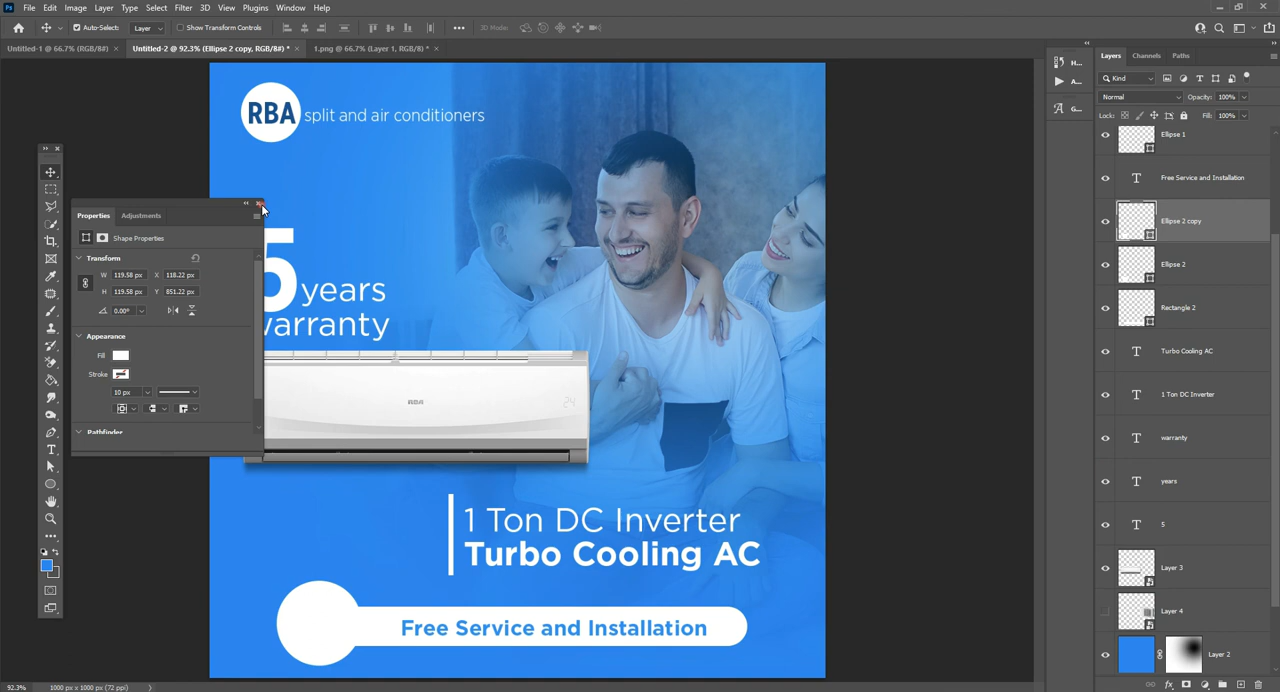 Ps File Edit Image Layer Type Select Filter 3D View Plugins Window Help
Auto-Select: Layer Show Transform Controls 3D Mode:
Untitled-1 @ 66.7% (RGB/8#) × Untitled-2 @ 92.3% (Ellipse 2 copy, RGB/8#) * × 1.png @ 66.7% (Layer 1, RGB/8) * ×
RBA split and air conditioners
5 years
warranty
RBA
24
1 Ton DC Inverter
Turbo Cooling AC
Free Service and Installation
Properties Adjustments
Shape Properties
Transform
W 119.58 px X 118.22 px
H 119.58 px Y 851.22 px
0.00°
Appearance
Fill
Stroke
10 px
Pathfinder
H...
A...
G...
Layers Channels Paths
Kind
Normal Opacity: 100%
Lock: Fill: 100%
Ellipse 1
Free Service and Installation
Ellipse 2 copy
Ellipse 2
Rectangle 2
Turbo Cooling AC
1 Ton DC Inverter
warranty
years
5
Layer 3
Layer 4
Layer 2
92.3% 1000 px x 1000 px (72 ppi)